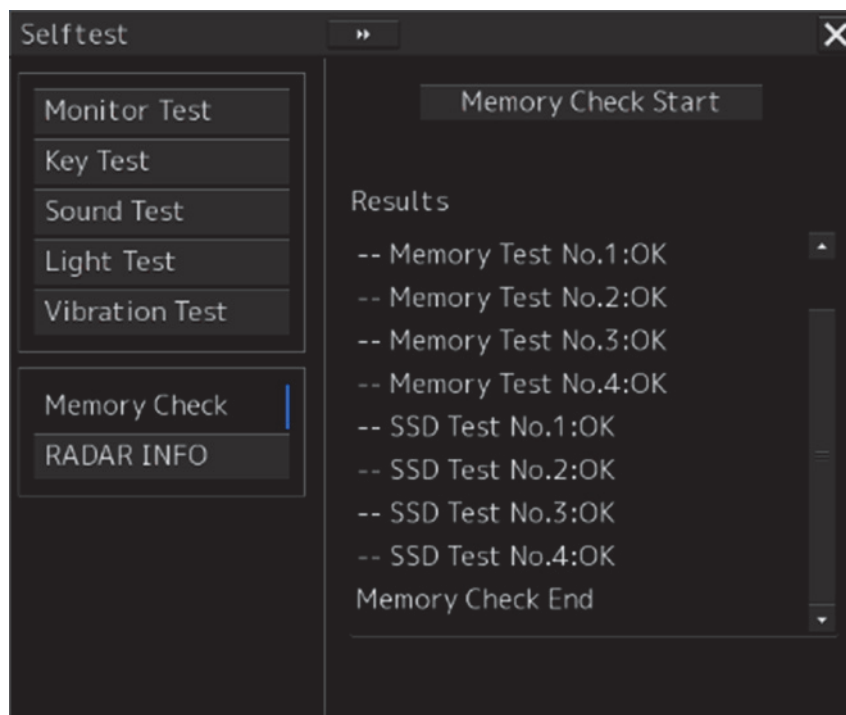 Selftest
Monitor Test
Key Test
Sound Test
Light Test
Vibration Test
Memory Check
RADAR INFO
Memory Check Start
Results
-- Memory Test No.1:OK
-- Memory Test No.2:OK
-- Memory Test No.3:OK
-- Memory Test No.4:OK
-- SSD Test No.1:OK
-- SSD Test No.2:OK
-- SSD Test No.3:OK
-- SSD Test No.4:OK
Memory Check End